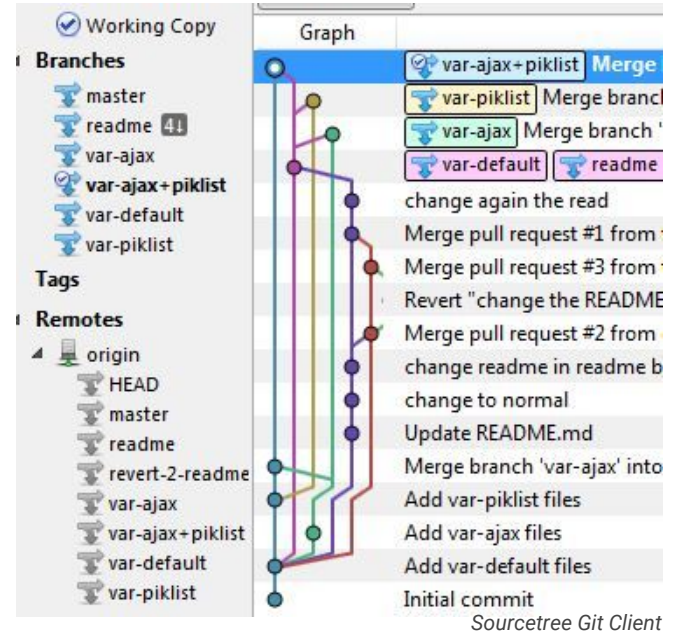 Working Copy
Branches
master
readme 4↓
var-ajax
var-ajax+piklist
var-default
var-piklist
Tags
Remotes
origin
HEAD
master
readme
revert-2-readme
var-ajax
var-ajax+piklist
var-default
var-piklist
Graph
var-ajax+piklist Merge
var-piklist Merge branch
var-ajax Merge branch '
var-default readme
change again the read
Merge pull request #1 from
Merge pull request #3 from
Revert "change the README
Merge pull request #2 from
change readme in readme b
change to normal
Update README.md
Merge branch 'var-ajax' into
Add var-piklist files
Add var-ajax files
Add var-default files
Initial commit
Sourcetree Git Client